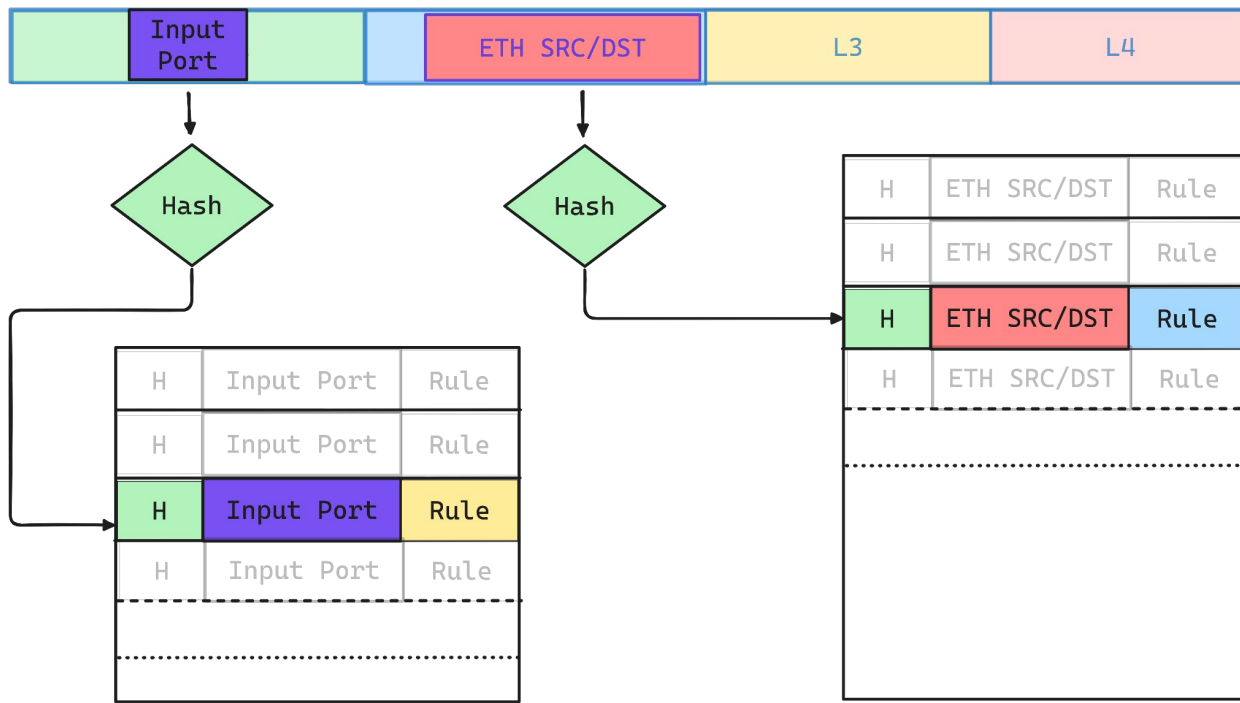 Input
Port
ETH SRC/DST
L3
L4
Hash
Hash
H ETH SRC/DST Rule
H ETH SRC/DST Rule
H ETH SRC/DST Rule
H ETH SRC/DST Rule
H Input Port Rule
H Input Port Rule
H Input Port Rule
H Input Port Rule